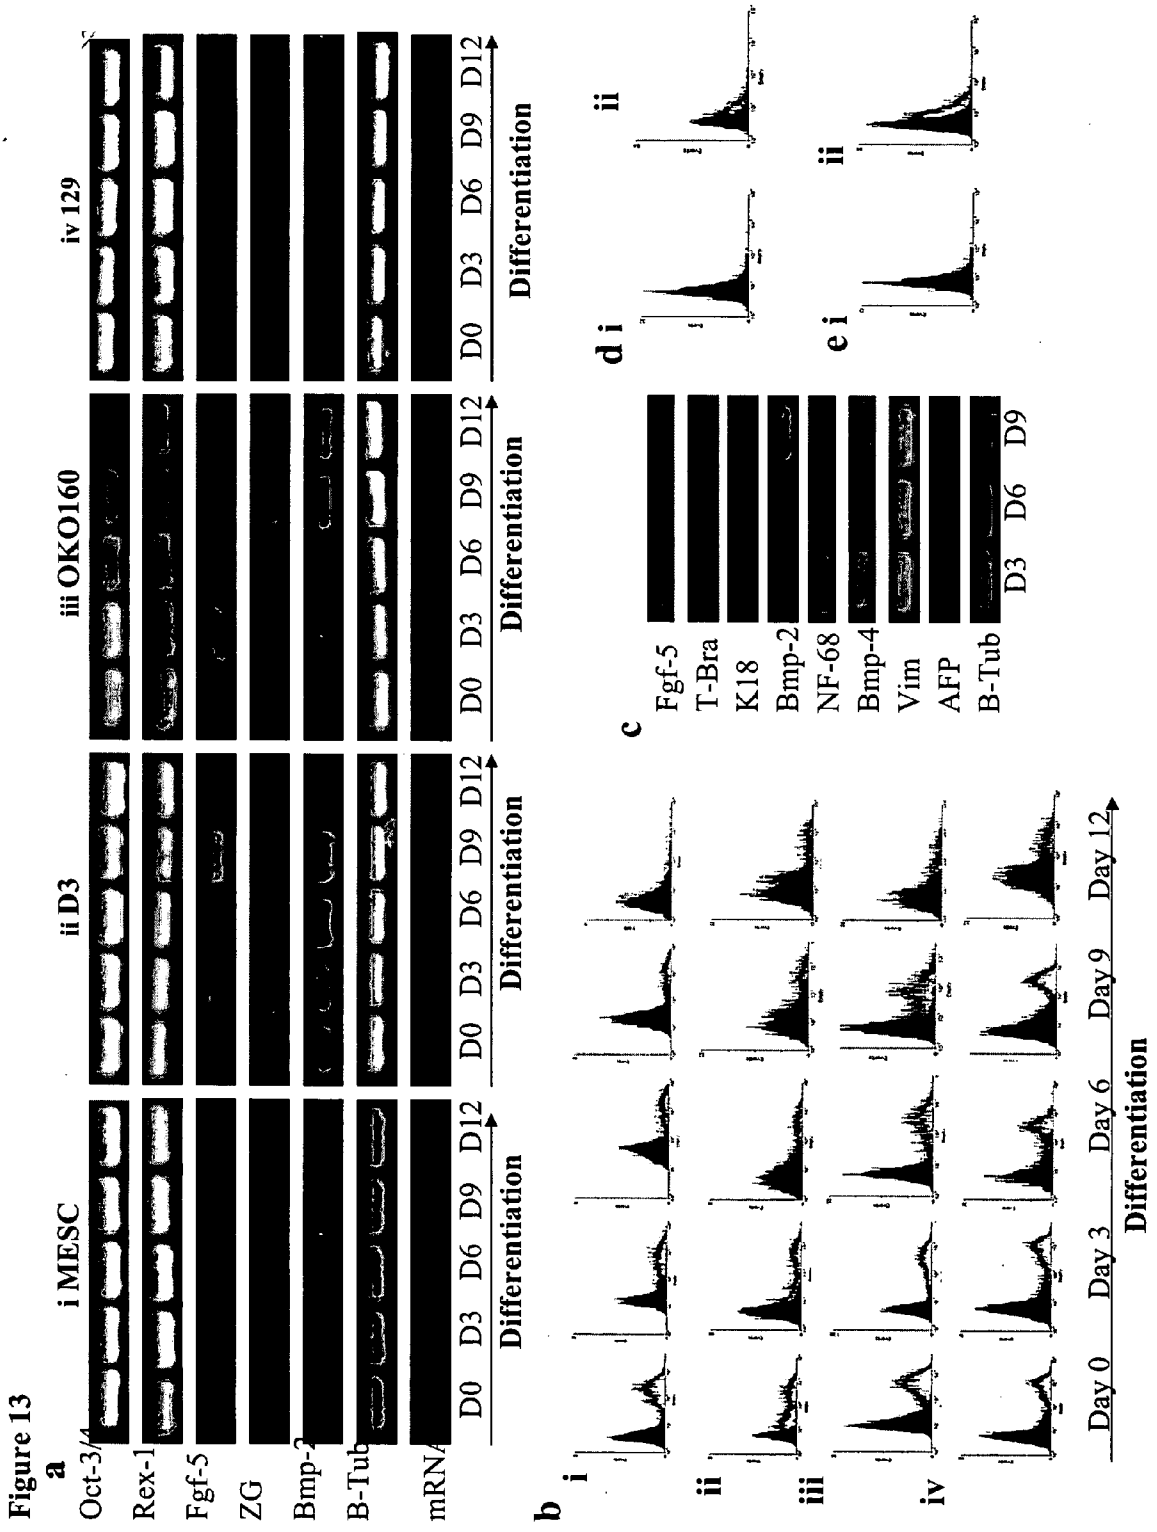 Figure 13
a
i MESC
ii D3
iii OKO160
iv 129
Oct-3/4
Rex-1
Fgf-5
ZG
Bmp-2
B-Tub
mRNA
D0 D3 D6 D9 D12
D0 D3 D6 D9 D12
D0 D3 D6 D9 D12
D0 D3 D6 D9 D12
Differentiation
Differentiation
Differentiation
Differentiation
b
i
ii
iii
iv
Day 0 Day 3 Day 6 Day 9 Day 12
Differentiation
c
Fgf-5
T-Bra
K18
Bmp-2
NF-68
Bmp-4
Vim
AFP
B-Tub
D3 D6 D9
d i
ii
e i
ii